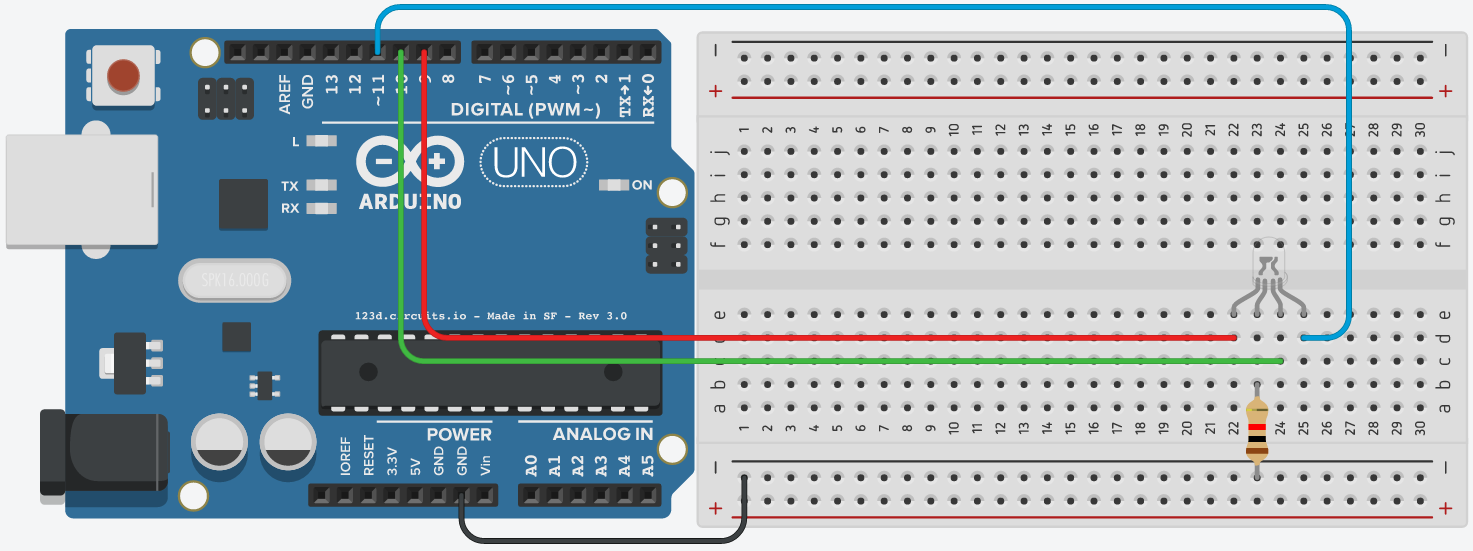 AREF
GND
13
12
~11
10
9
8
7
~6
~5
4
~3
2
TX→1
RX←0
DIGITAL (PWM~)
L
TX
RX
ARDUINO
UNO
ON
SPK16.000G
123d.circuits.io - Made in SF - Rev 3.0
POWER
ANALOG IN
IOREF
RESET
3.3V
5V
GND
GND
Vin
A0
A1
A2
A3
A4
A5
− −
+ +
1 2 3 4 5 6 7 8 9 10 11 12 13 14 15 16 17 18 19 20 21 22 23 24 25 26 27 28 29 30
j j
i i
h h
g g
f f
e e
d d
c c
b b
a a
1 2 3 4 5 6 7 8 9 10 11 12 13 14 15 16 17 18 19 20 21 22 23 24 25 26 27 28 29 30
− −
+ +